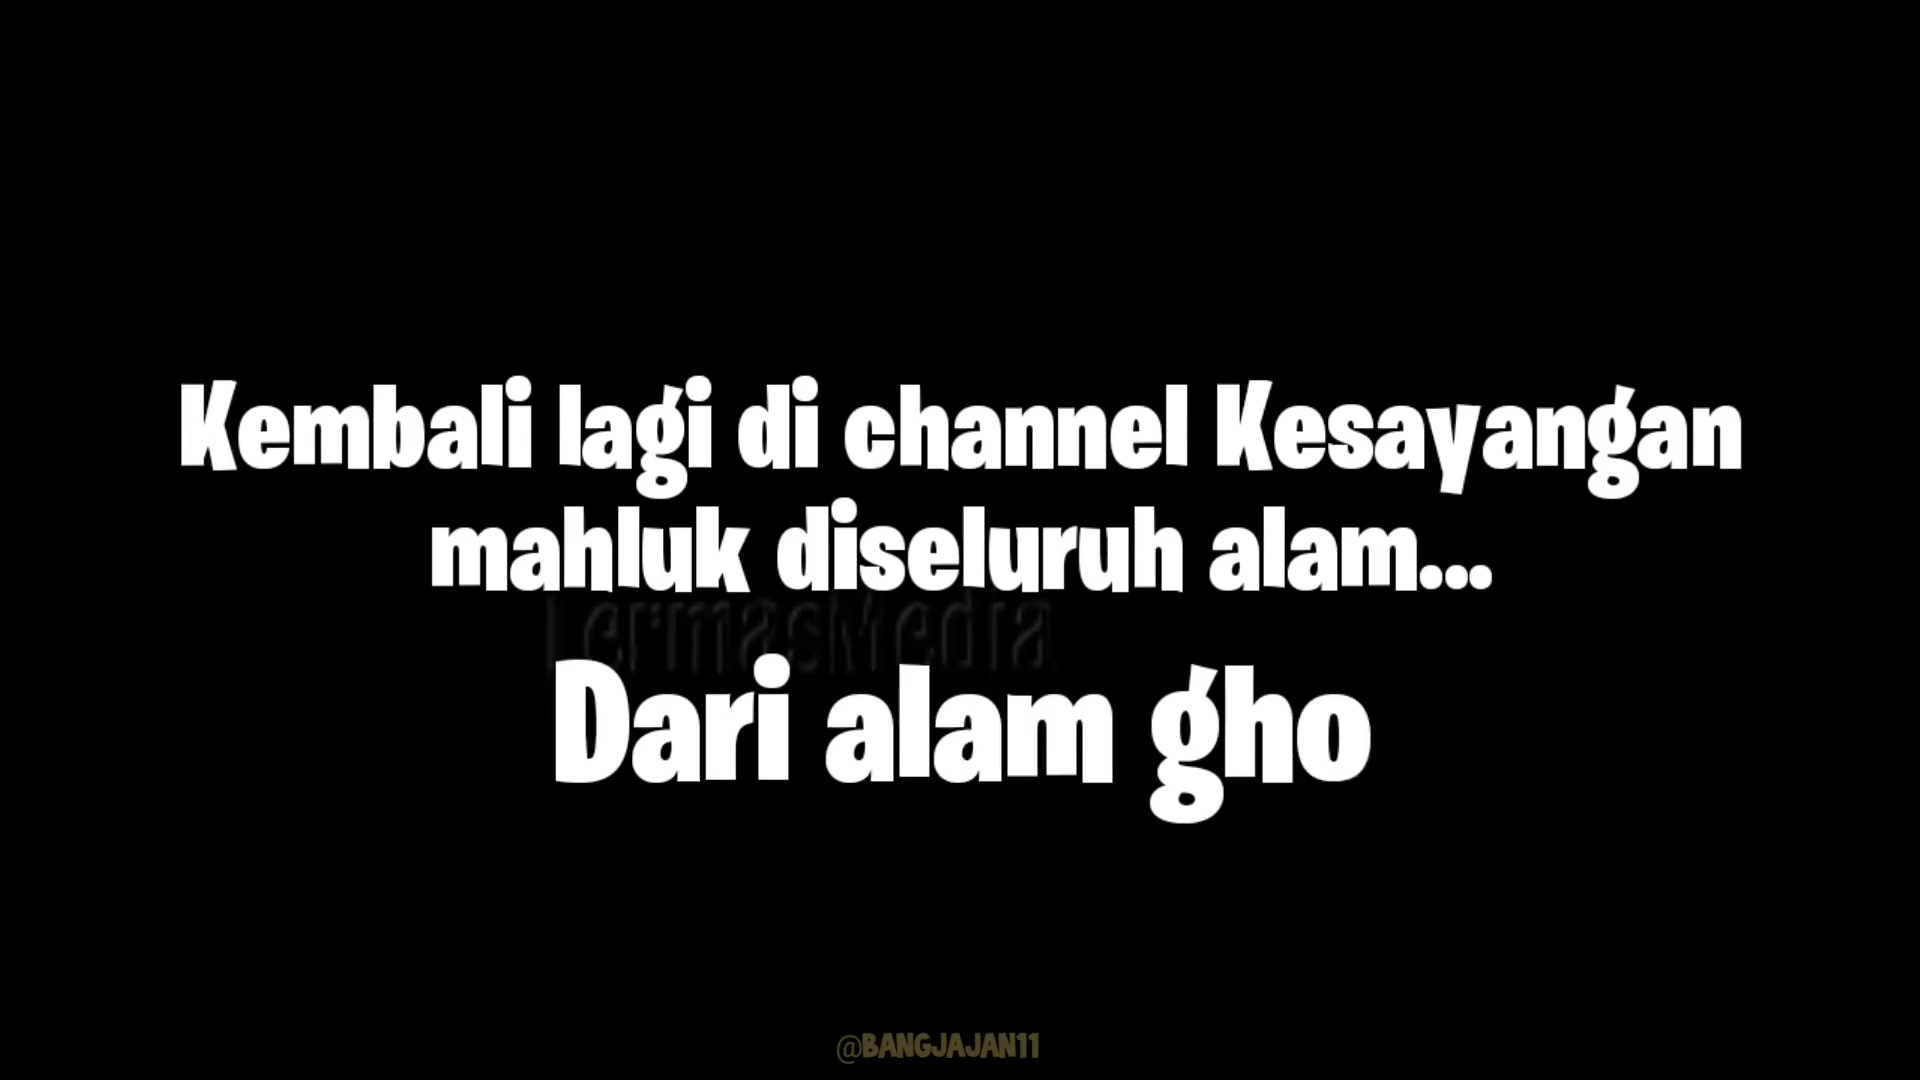 Kembali lagi di channel Kesayangan
mahluk diseluruh alam...
Dari alam gho
@BANGJAJAN11